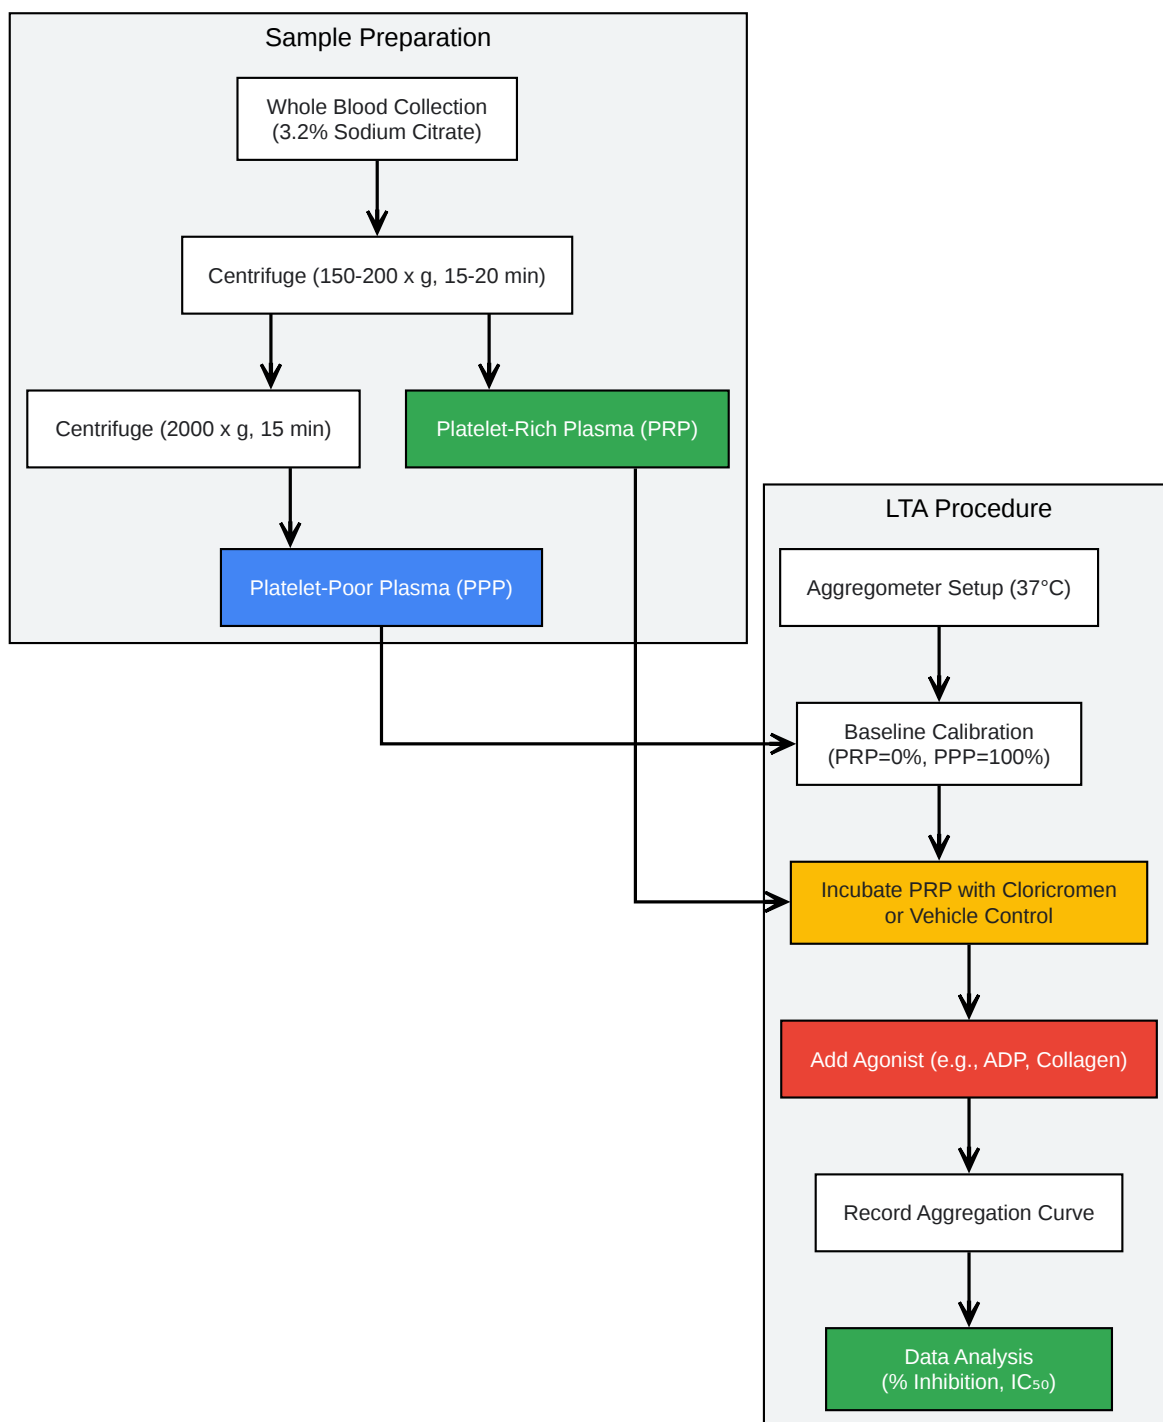 Sample Preparation
Whole Blood Collection
(3.2% Sodium Citrate)
Centrifuge (150-200 x g, 15-20 min)
Centrifuge (2000 x g, 15 min)
Platelet-Rich Plasma (PRP)
Platelet-Poor Plasma (PPP)
LTA Procedure
Aggregometer Setup (37°C)
Baseline Calibration
(PRP=0%, PPP=100%)
Incubate PRP with Cloricromen
or Vehicle Control
Add Agonist (e.g., ADP, Collagen)
Record Aggregation Curve
Data Analysis
(% Inhibition, IC₅₀)